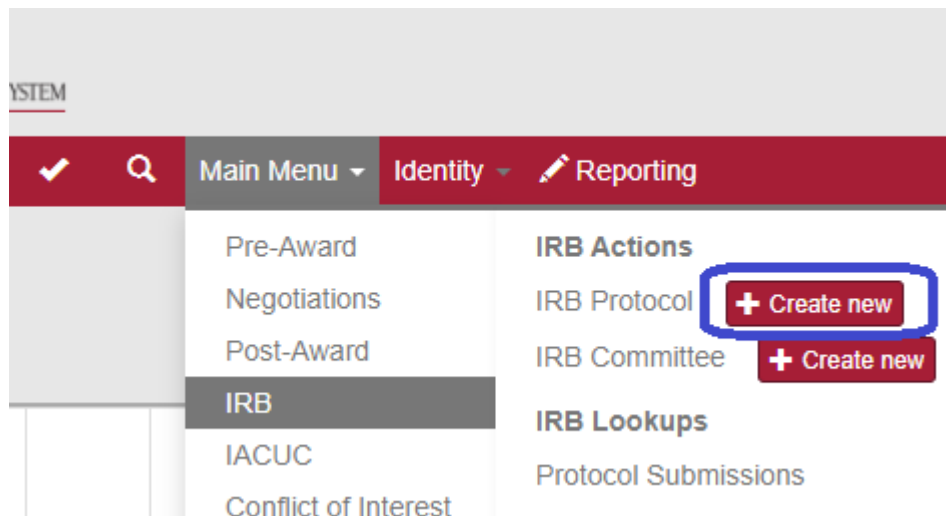 YSTEM
Main Menu Identity Reporting
Pre-Award
Negotiations
Post-Award
IRB
IACUC
Conflict of Interest
IRB Actions
IRB Protocol + Create new
IRB Committee + Create new
IRB Lookups
Protocol Submissions